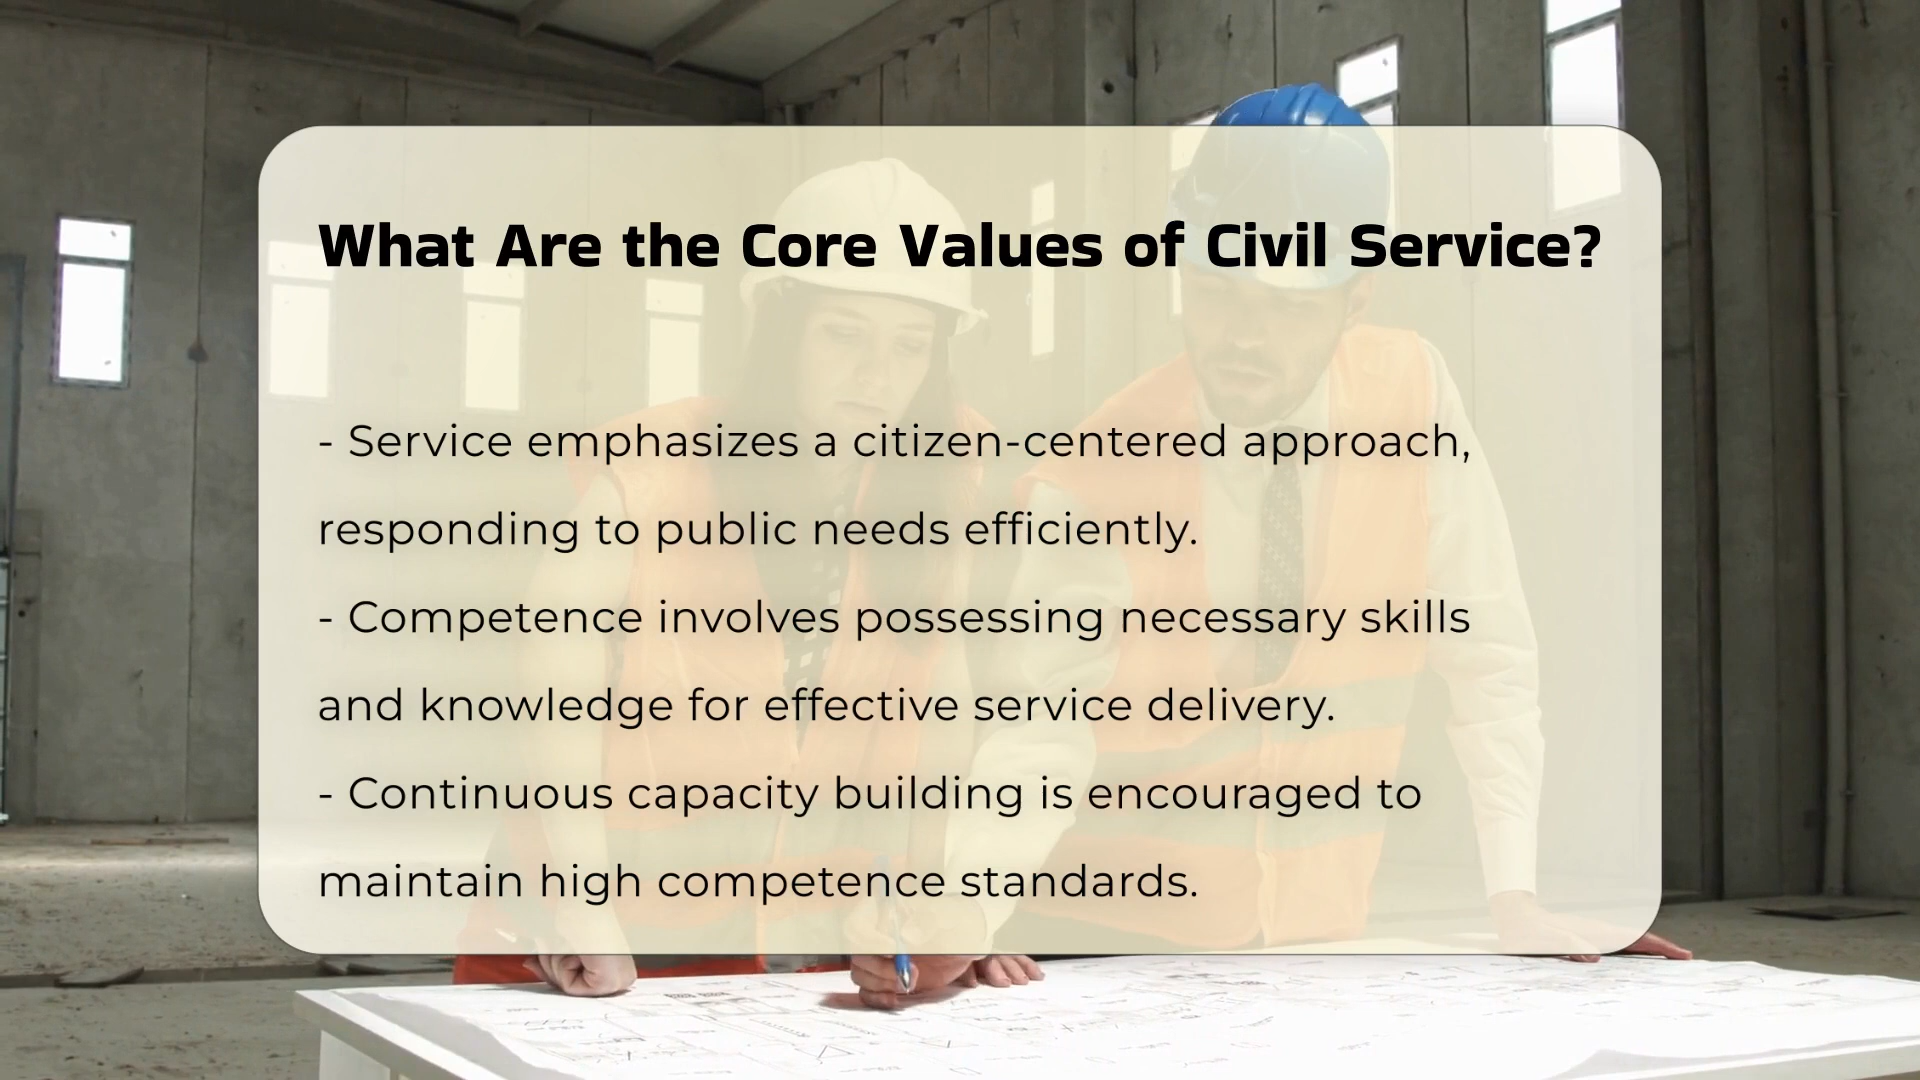 What Are the Core Values of Civil Service?
- Service emphasizes a citizen-centered approach,
responding to public needs efficiently.
- Competence involves possessing necessary skills
and knowledge for effective service delivery.
- Continuous capacity building is encouraged to
maintain high competence standards.